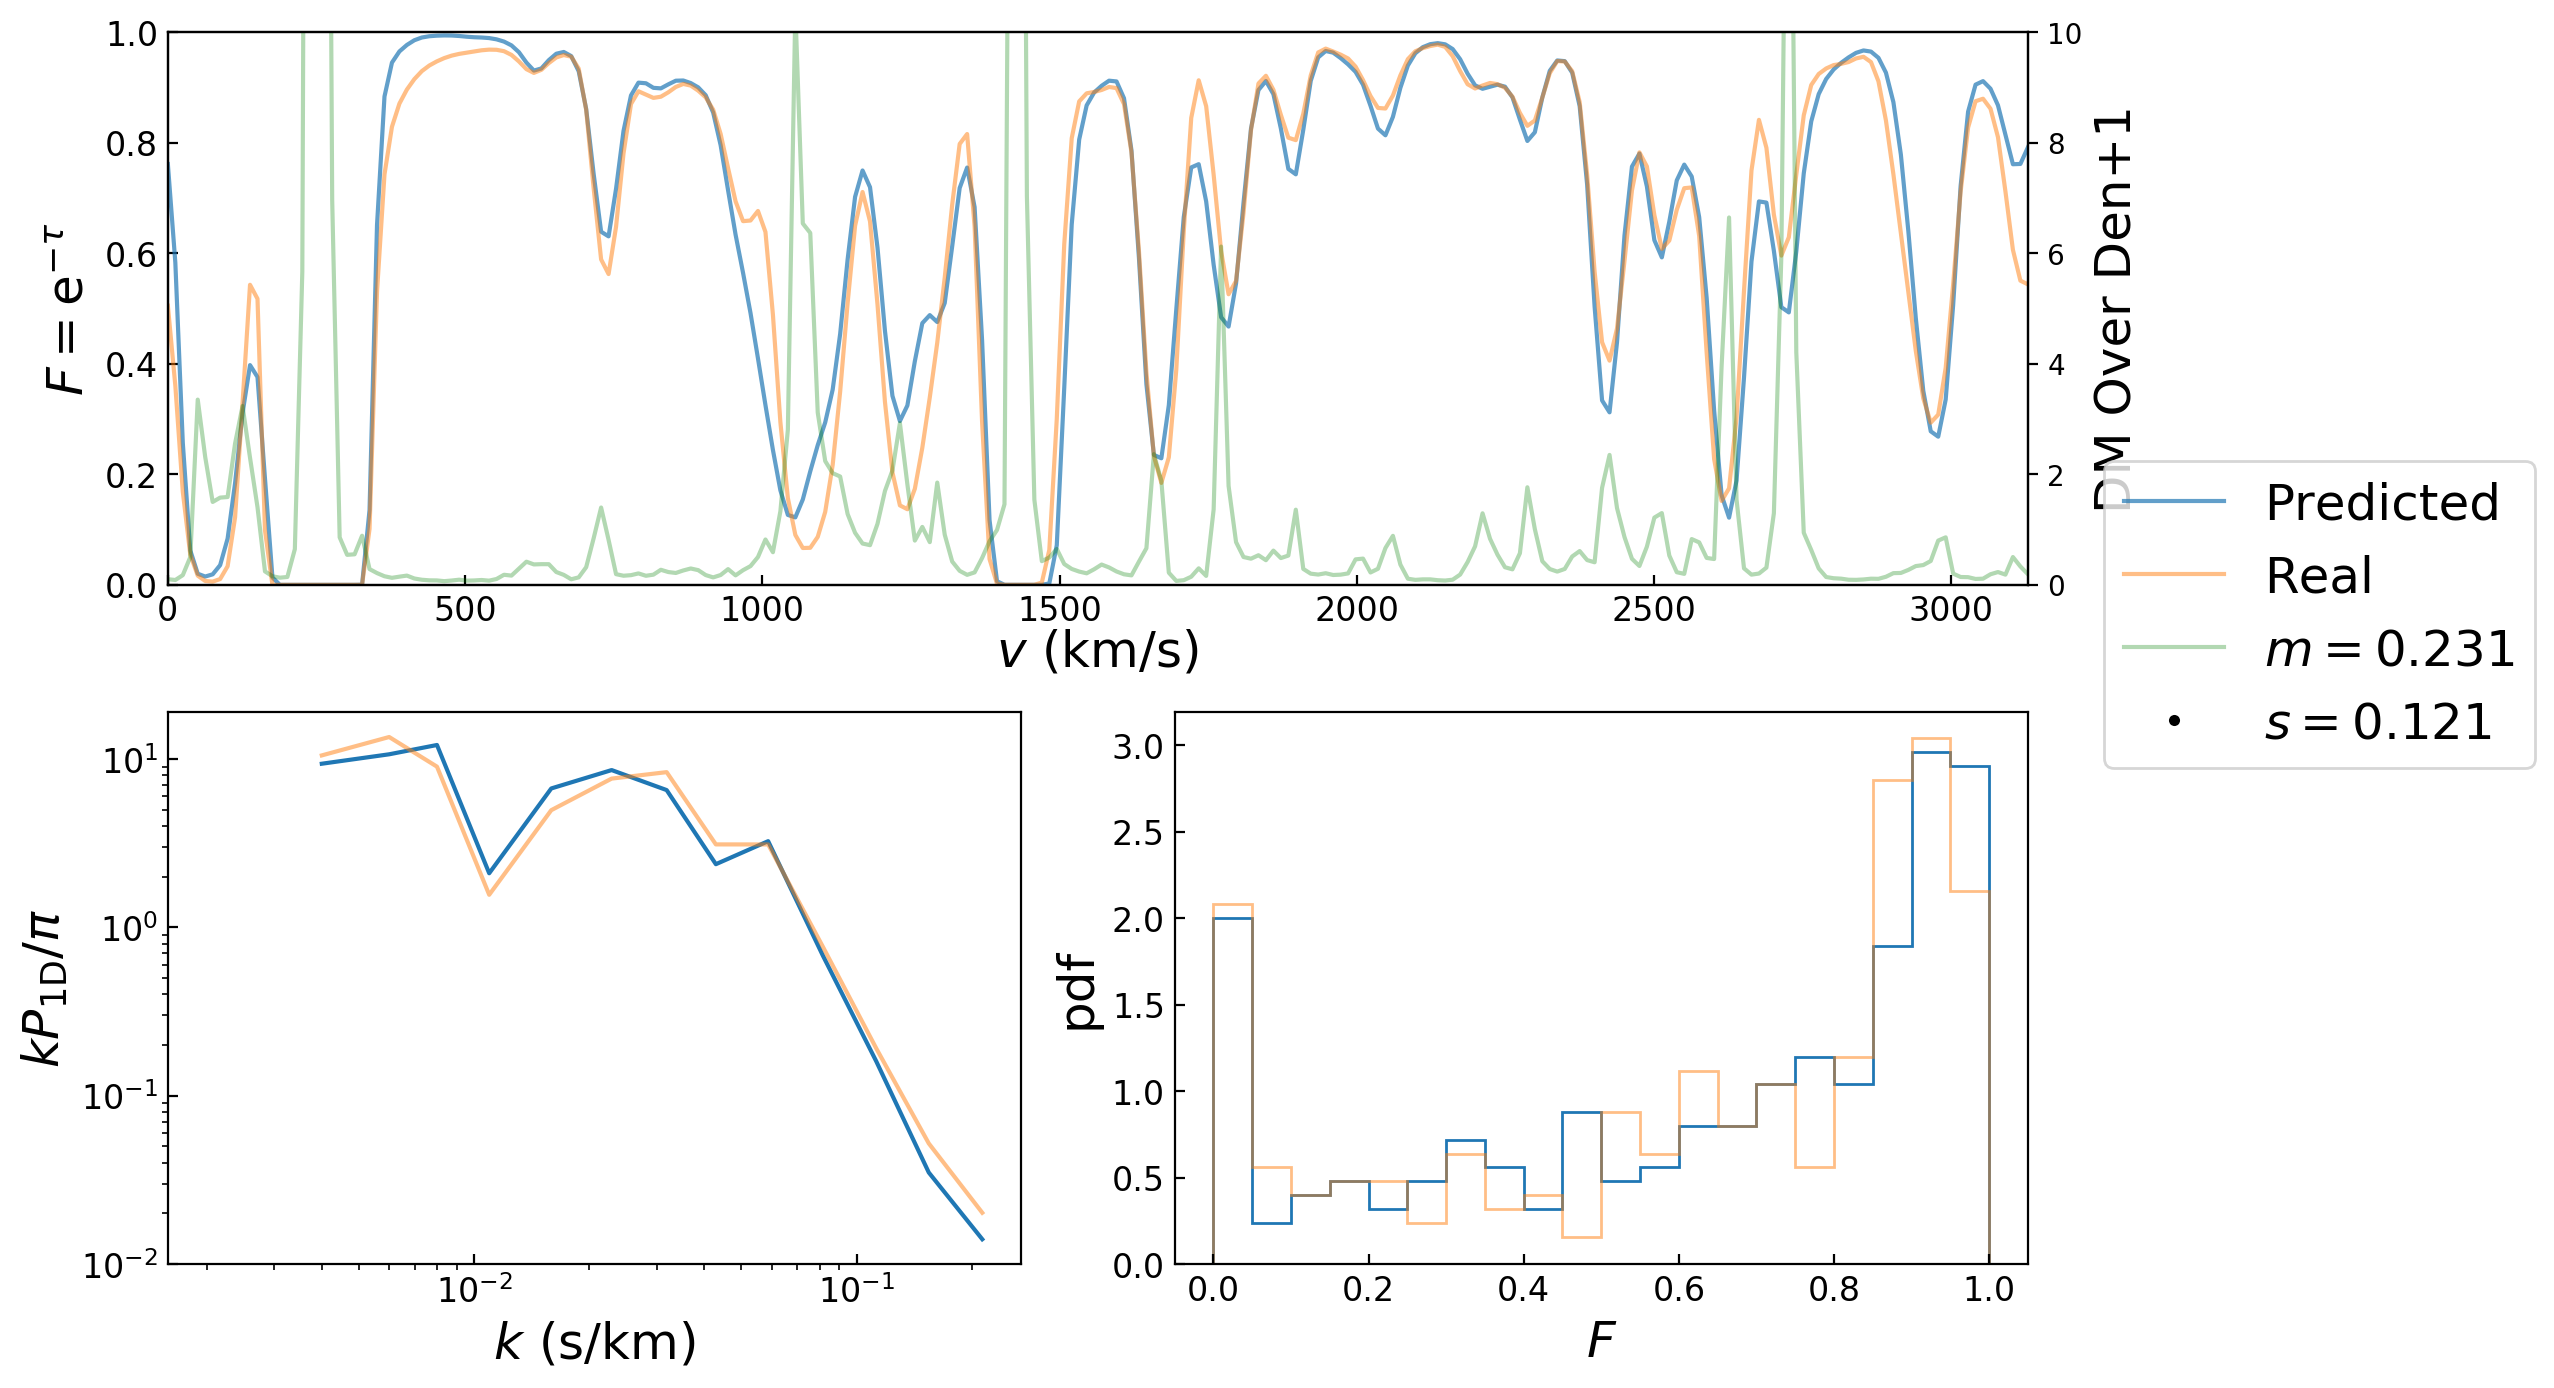 F = e^{-τ}
1.0
0.8
0.6
0.4
0.2
0.0
0 500 1000 1500 2000 2500 3000
v (km/s)
10
8
6
4
2
0
DM Over Den+1
Predicted
Real
m = 0.231
s = 0.121
kP_{1D}/π
10^1
10^0
10^{-1}
10^{-2}
10^{-2} 10^{-1}
k (s/km)
pdf
3.0
2.5
2.0
1.5
1.0
0.5
0.0
0.0 0.2 0.4 0.6 0.8 1.0
F